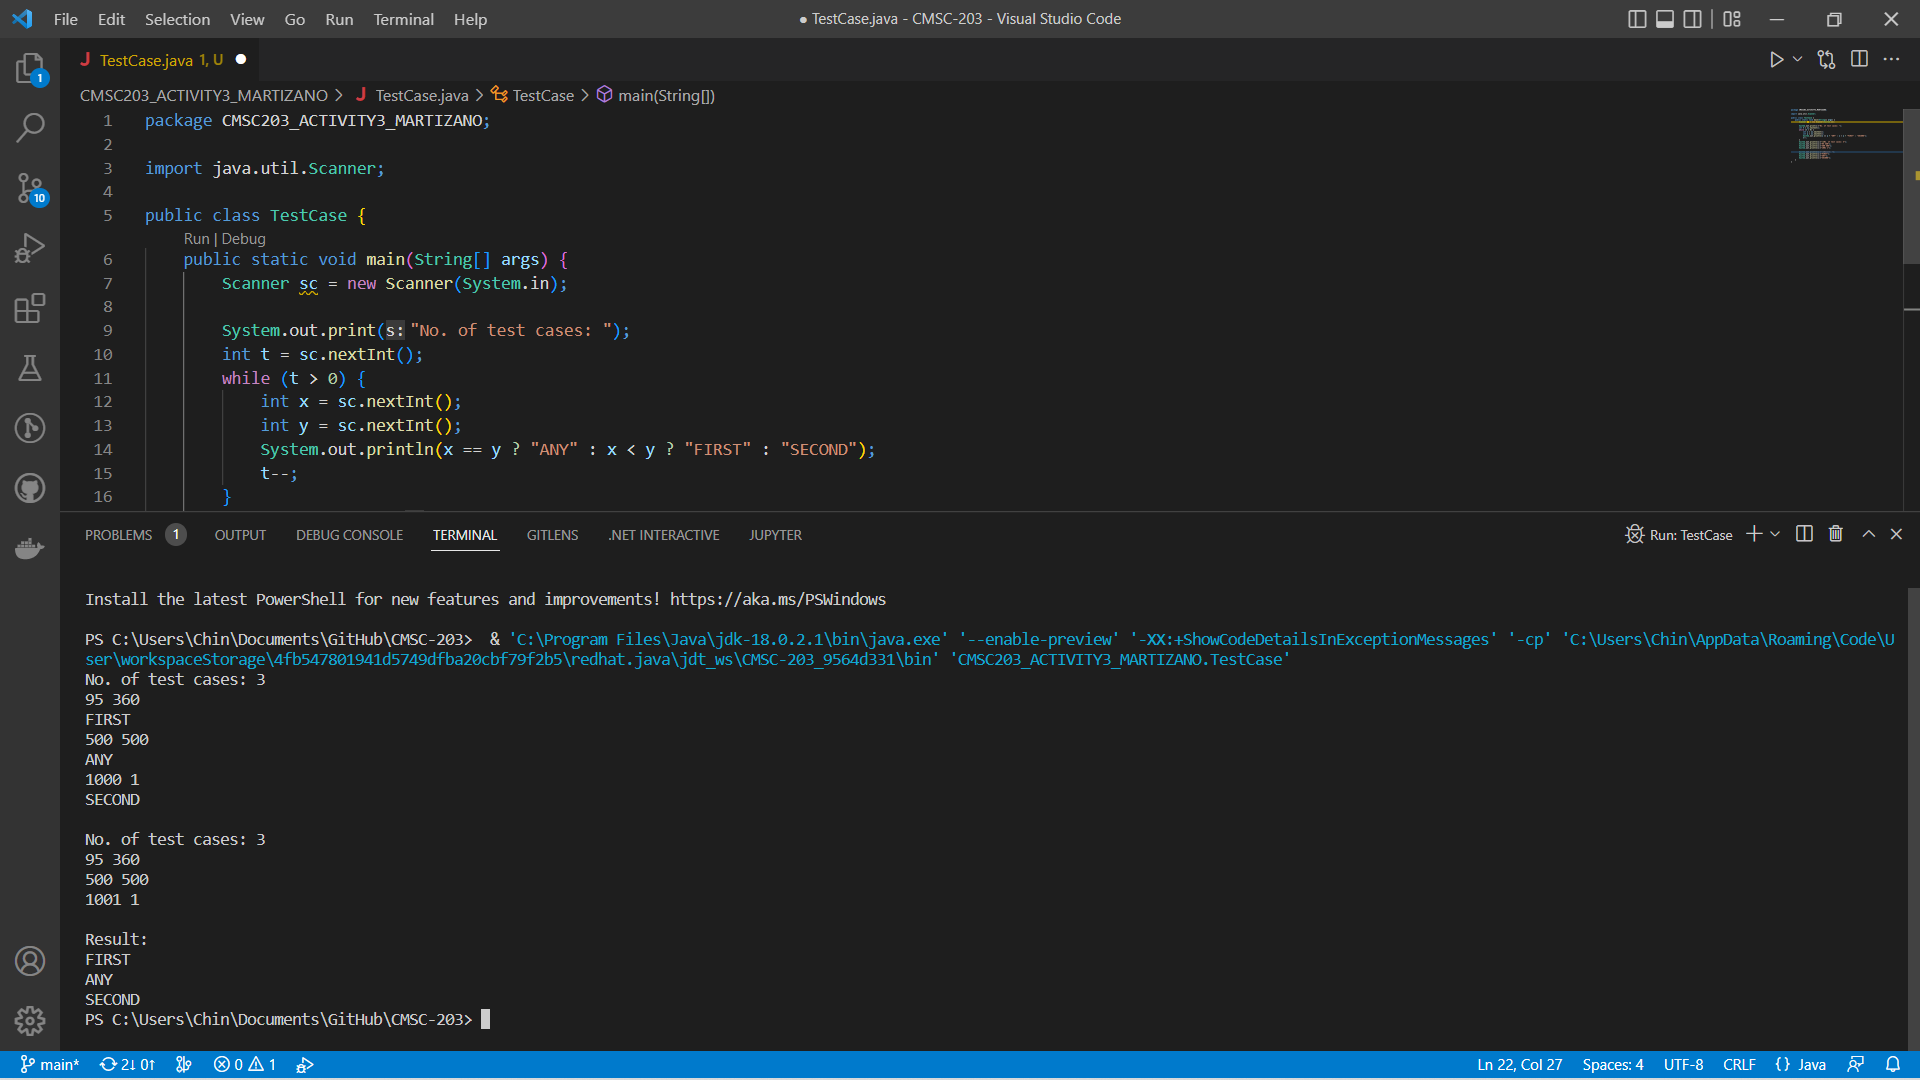 File Edit Selection View Go Run Terminal Help
● TestCase.java - CMSC-203 - Visual Studio Code
J TestCase.java 1, U ●
CMSC203_ACTIVITY3_MARTIZANO > J TestCase.java > TestCase > main(String[])
1 package CMSC203_ACTIVITY3_MARTIZANO;
2
3 import java.util.Scanner;
4
5 public class TestCase {
Run | Debug
6 public static void main(String[] args) {
7 Scanner sc = new Scanner(System.in);
8
9 System.out.print(s: "No. of test cases: ");
10 int t = sc.nextInt();
11 while (t > 0) {
12 int x = sc.nextInt();
13 int y = sc.nextInt();
14 System.out.println(x == y ? "ANY" : x < y ? "FIRST" : "SECOND");
15 t--;
16 }
1
10
PROBLEMS 1 OUTPUT DEBUG CONSOLE TERMINAL GITLENS .NET INTERACTIVE JUPYTER
Run: TestCase
Install the latest PowerShell for new features and improvements! https://aka.ms/PSWindows
PS C:\Users\Chin\Documents\GitHub\CMSC-203>  & 'C:\Program Files\Java\jdk-18.0.2.1\bin\java.exe' '--enable-preview' '-XX:+ShowCodeDetailsInExceptionMessages' '-cp' 'C:\Users\Chin\AppData\Roaming\Code\U
ser\workspaceStorage\4fb547801941d5749dfba20cbf79f2b5\redhat.java\jdt_ws\CMSC-203_9564d331\bin' 'CMSC203_ACTIVITY3_MARTIZANO.TestCase'
No. of test cases: 3
95 360
FIRST
500 500
ANY
1000 1
SECOND
No. of test cases: 3
95 360
500 500
1001 1
Result:
FIRST
ANY
SECOND
PS C:\Users\Chin\Documents\GitHub\CMSC-203>
main* 2↓ 0↑ 0 1
Ln 22, Col 27 Spaces: 4 UTF-8 CRLF {} Java